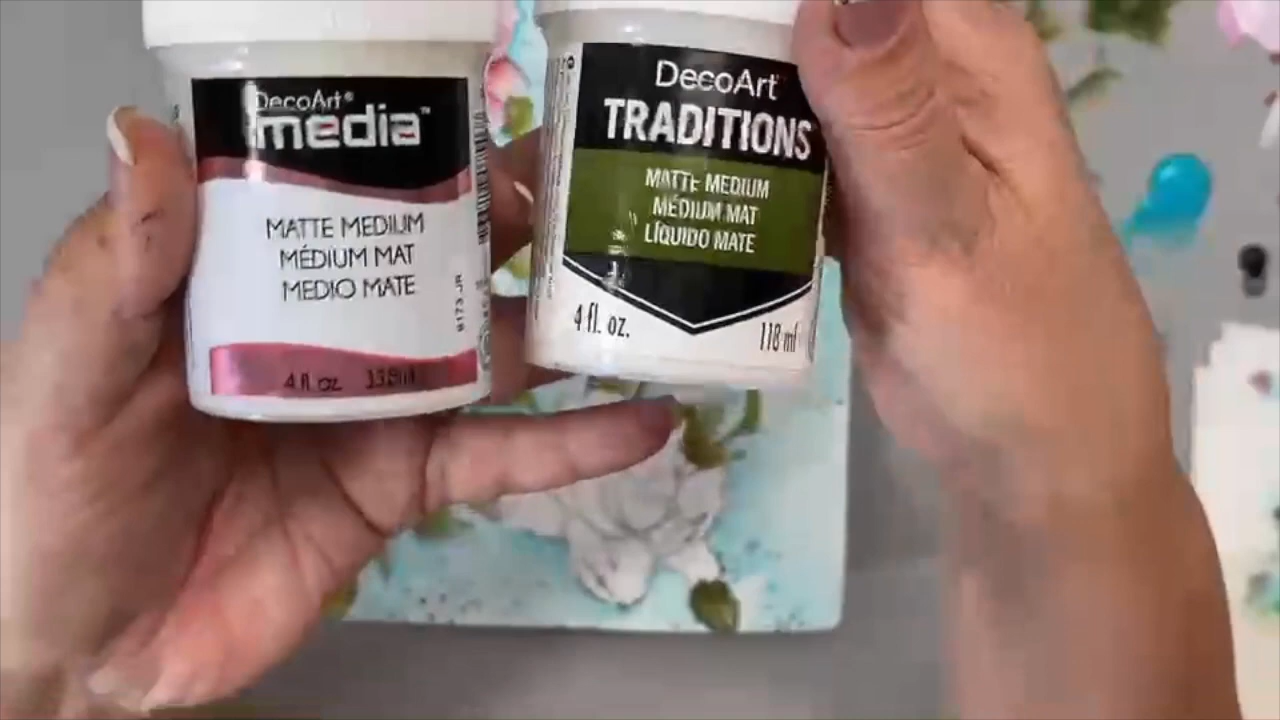 DecoArt®
media™
MATTE MEDIUM
MÉDIUM MAT
MEDIO MATE
4 fl oz
DecoArt
TRADITIONS
MATTE MEDIUM
MÉDIUM MAT
LÍQUIDO MATE
4 fl. oz. 118 ml